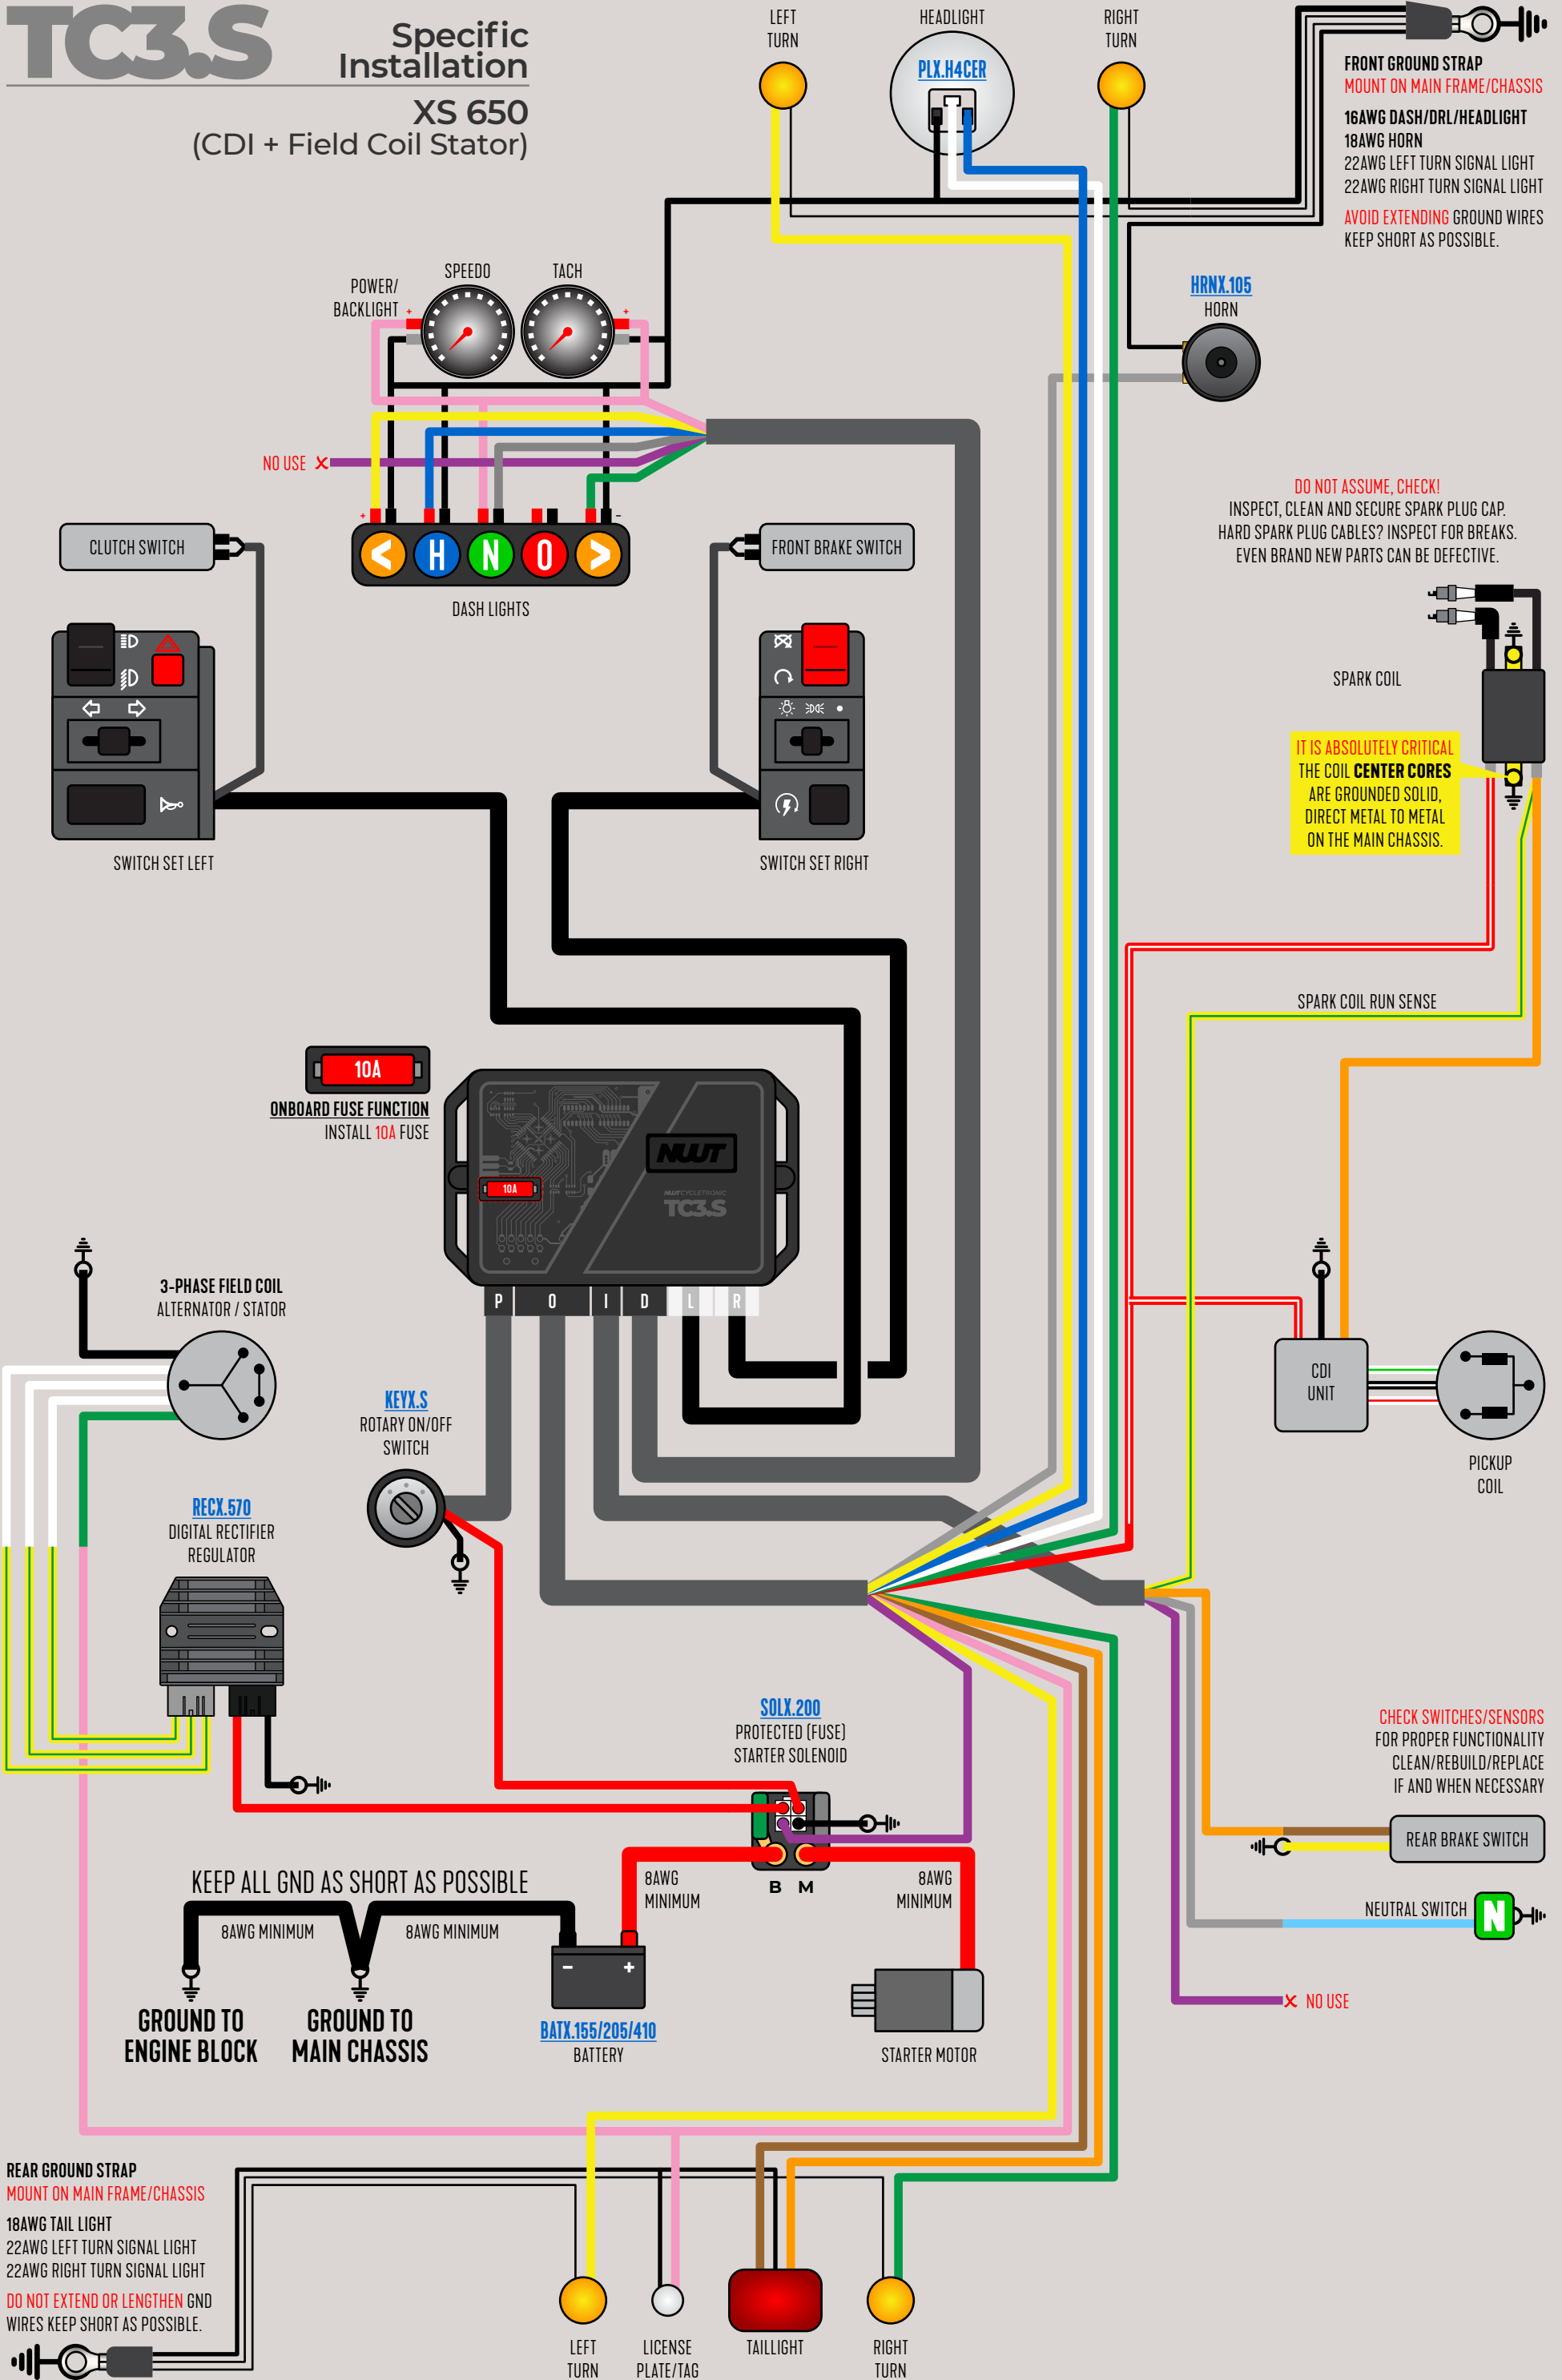 TC3.S
Specific
Installation
XS 650
(CDI + Field Coil Stator)
LEFT
TURN
HEADLIGHT
PLX.H4CER
RIGHT
TURN
FRONT GROUND STRAP
MOUNT ON MAIN FRAME/CHASSIS
16AWG DASH/DRL/HEADLIGHT
18AWG HORN
22AWG LEFT TURN SIGNAL LIGHT
22AWG RIGHT TURN SIGNAL LIGHT
AVOID EXTENDING GROUND WIRES
KEEP SHORT AS POSSIBLE.
POWER/
BACKLIGHT
SPEEDO
TACH
+
+
HRNX.105
HORN
NO USE X
+
-
< H N O >
DASH LIGHTS
CLUTCH SWITCH
FRONT BRAKE SWITCH
DO NOT ASSUME, CHECK!
INSPECT, CLEAN AND SECURE SPARK PLUG CAP.
HARD SPARK PLUG CABLES? INSPECT FOR BREAKS.
EVEN BRAND NEW PARTS CAN BE DEFECTIVE.
SPARK COIL
IT IS ABSOLUTELY CRITICAL
THE COIL CENTER CORES
ARE GROUNDED SOLID,
DIRECT METAL TO METAL
ON THE MAIN CHASSIS.
SWITCH SET LEFT
SWITCH SET RIGHT
SPARK COIL RUN SENSE
10A
ONBOARD FUSE FUNCTION
INSTALL 10A FUSE
NWT
10A
NWT CYCLETRONIC
TC3.S
P O I D L R
3-PHASE FIELD COIL
ALTERNATOR / STATOR
CDI
UNIT
PICKUP
COIL
KEYX.S
ROTARY ON/OFF
SWITCH
RECX.570
DIGITAL RECTIFIER
REGULATOR
SOLX.200
PROTECTED (FUSE)
STARTER SOLENOID
B M
CHECK SWITCHES/SENSORS
FOR PROPER FUNCTIONALITY
CLEAN/REBUILD/REPLACE
IF AND WHEN NECESSARY
REAR BRAKE SWITCH
NEUTRAL SWITCH
N
X NO USE
KEEP ALL GND AS SHORT AS POSSIBLE
8AWG MINIMUM
8AWG MINIMUM
8AWG
MINIMUM
8AWG
MINIMUM
- +
GROUND TO
ENGINE BLOCK
GROUND TO
MAIN CHASSIS
BATX.155/205/410
BATTERY
STARTER MOTOR
REAR GROUND STRAP
MOUNT ON MAIN FRAME/CHASSIS
18AWG TAIL LIGHT
22AWG LEFT TURN SIGNAL LIGHT
22AWG RIGHT TURN SIGNAL LIGHT
DO NOT EXTEND OR LENGTHEN GND
WIRES KEEP SHORT AS POSSIBLE.
LEFT
TURN
LICENSE
PLATE/TAG
TAILLIGHT
RIGHT
TURN